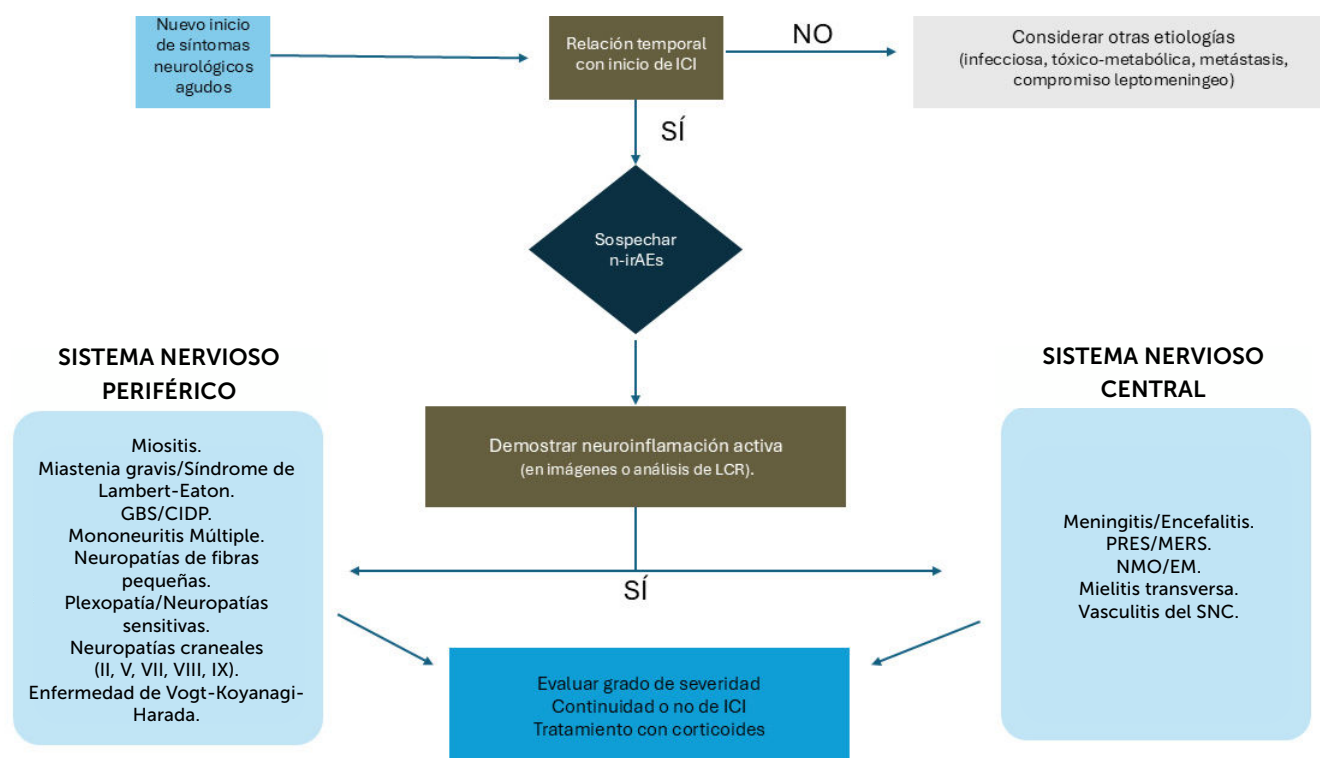 Nuevo inicio
de síntomas
neurológicos
agudos
Relación temporal
con inicio de ICI
NO
Considerar otras etiologías
(infecciosa, tóxico-metabólica, metástasis,
compromiso leptomeningeo)
SÍ
Sospechar
n-irAEs
SISTEMA NERVIOSO
PERIFÉRICO
Miositis.
Miastenia gravis/Síndrome de
Lambert-Eaton.
GBS/CIDP.
Mononeuritis Múltiple.
Neuropatías de fibras
pequeñas.
Plexopatía/Neuropatías
sensitivas.
Neuropatías craneales
(II, V, VII, VIII, IX).
Enfermedad de Vogt-Koyanagi-
Harada.
Demostrar neuroinflamación activa
(en imágenes o análisis de LCR).
SÍ
SISTEMA NERVIOSO
CENTRAL
Meningitis/Encefalitis.
PRES/MERS.
NMO/EM.
Mielitis transversa.
Vasculitis del SNC.
Evaluar grado de severidad
Continuidad o no de ICI
Tratamiento con corticoides